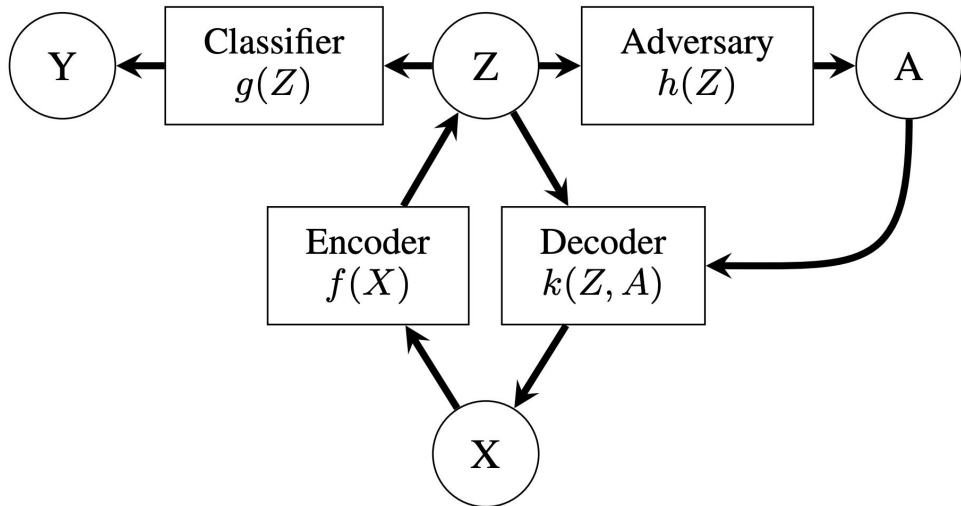 Y
Classifier
g(Z)
Z
Adversary
h(Z)
A
Encoder
f(X)
Decoder
k(Z, A)
X